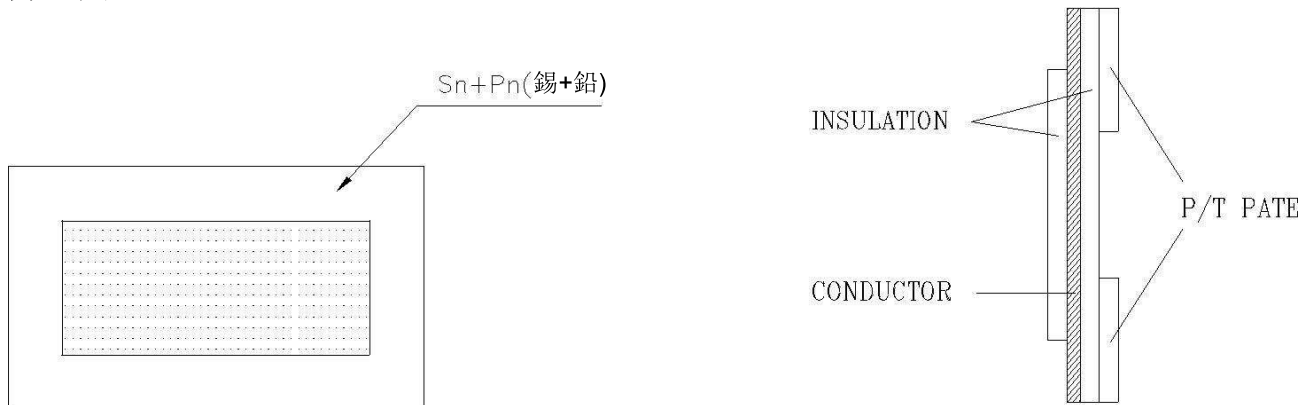 Sn+Pn(錫+鉛)
INSULATION
P/T PATE
CONDUCTOR